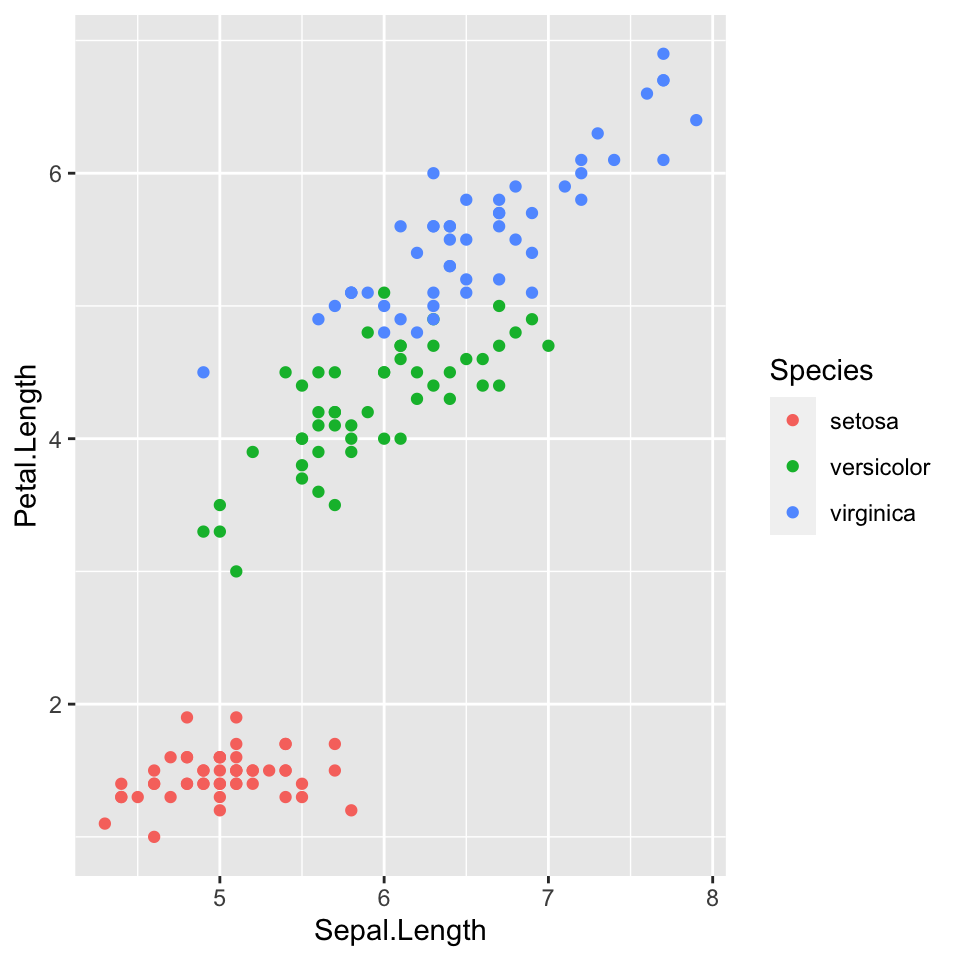 6
4
2
Petal.Length
5 6 7 8
Sepal.Length
Species
setosa
versicolor
virginica